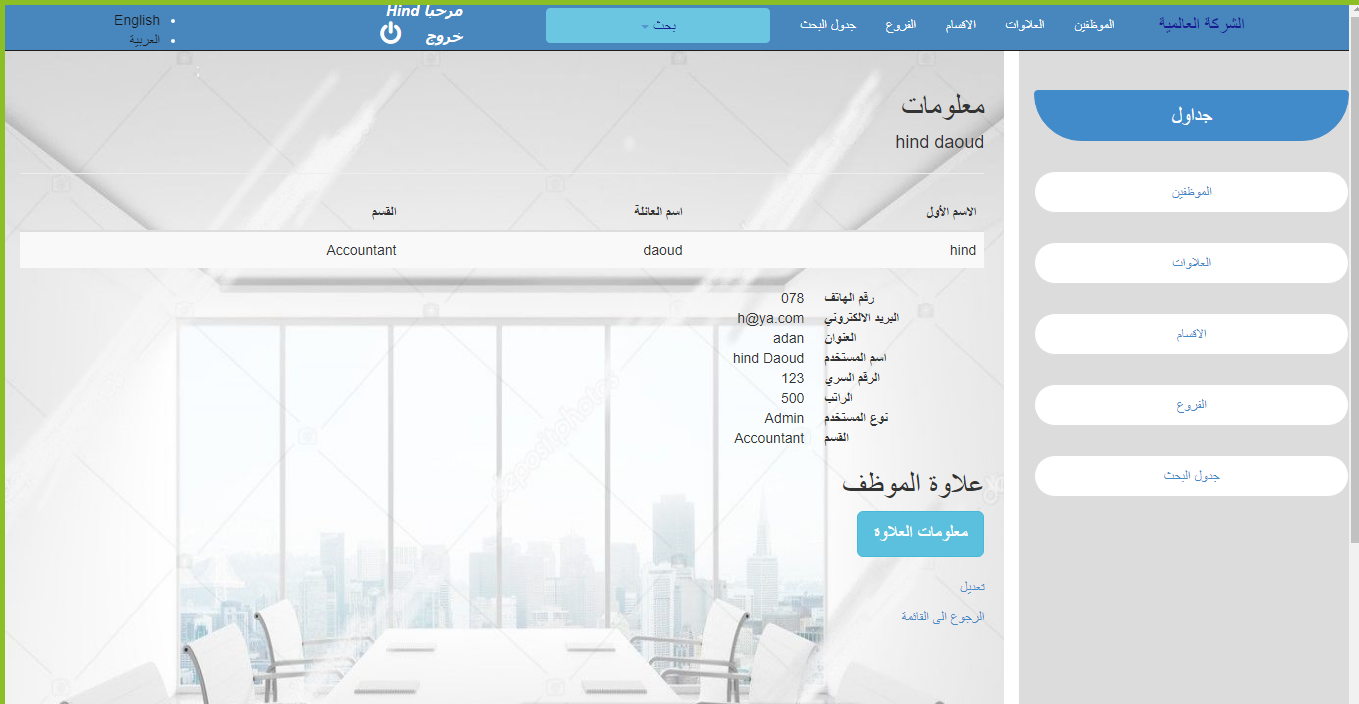 الشركة العالمية
الموظفين
العلاوات
الاقسام
الفروع
جدول البحث
بحث
مرحبا Hind
خروج
English
العربية
جداول
الموظفين
العلاوات
الاقسام
الفروع
جدول البحث
معلومات
hind daoud
الاسم الأول اسم العائلة القسم
hind daoud Accountant
رقم الهاتف 078
البريد الالكتروني h@ya.com
العنوان adan
اسم المستخدم hind Daoud
الرقم السري 123
الراتب 500
نوع المستخدم Admin
القسم Accountant
علاوة الموظف
معلومات العلاوة
تعديل
الرجوع الى القائمة
depositphotos